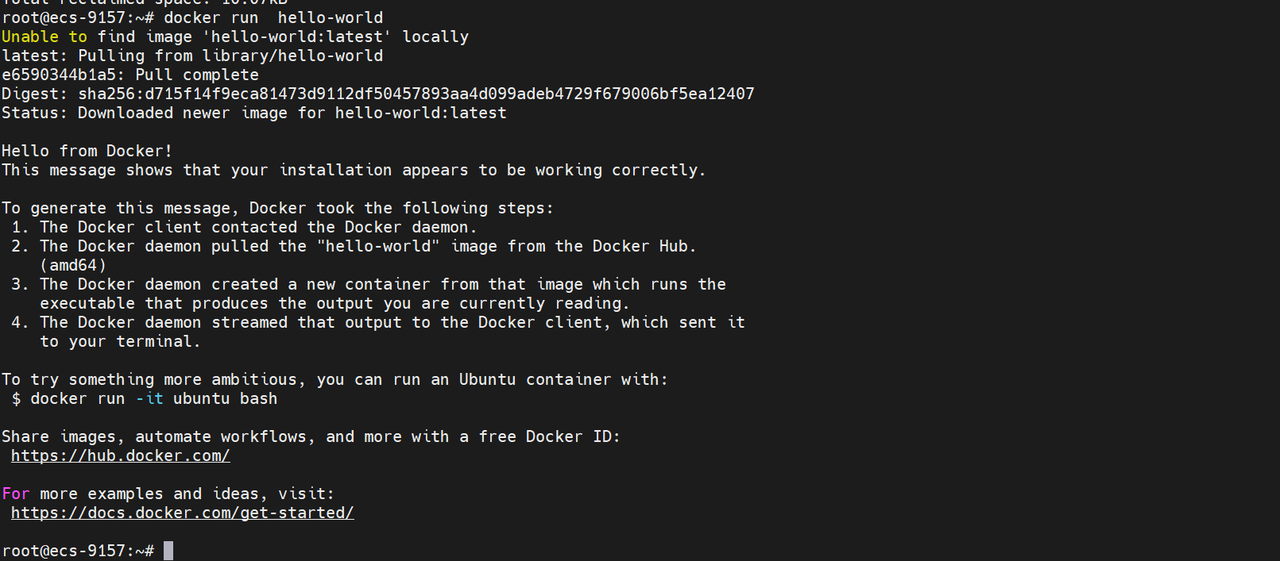 Total reclaimed space: 10.07kB
root@ecs-9157:~# docker run  hello-world
Unable to find image 'hello-world:latest' locally
latest: Pulling from library/hello-world
e6590344b1a5: Pull complete
Digest: sha256:d715f14f9eca81473d9112df50457893aa4d099adeb4729f679006bf5ea12407
Status: Downloaded newer image for hello-world:latest

Hello from Docker!
This message shows that your installation appears to be working correctly.

To generate this message, Docker took the following steps:
 1. The Docker client contacted the Docker daemon.
 2. The Docker daemon pulled the "hello-world" image from the Docker Hub.
    (amd64)
 3. The Docker daemon created a new container from that image which runs the
    executable that produces the output you are currently reading.
 4. The Docker daemon streamed that output to the Docker client, which sent it
    to your terminal.

To try something more ambitious, you can run an Ubuntu container with:
 $ docker run -it ubuntu bash

Share images, automate workflows, and more with a free Docker ID:
 https://hub.docker.com/

For more examples and ideas, visit:
 https://docs.docker.com/get-started/

root@ecs-9157:~#